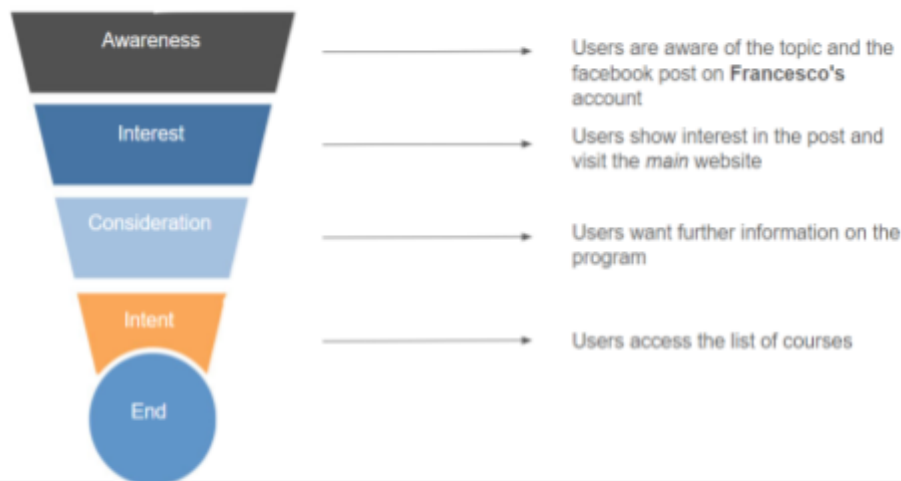 Awareness
Users are aware of the topic and the
facebook post on Francesco's
account
Interest
Users show interest in the post and
visit the main website
Consideration
Users want further information on the
program
Intent
Users access the list of courses
End